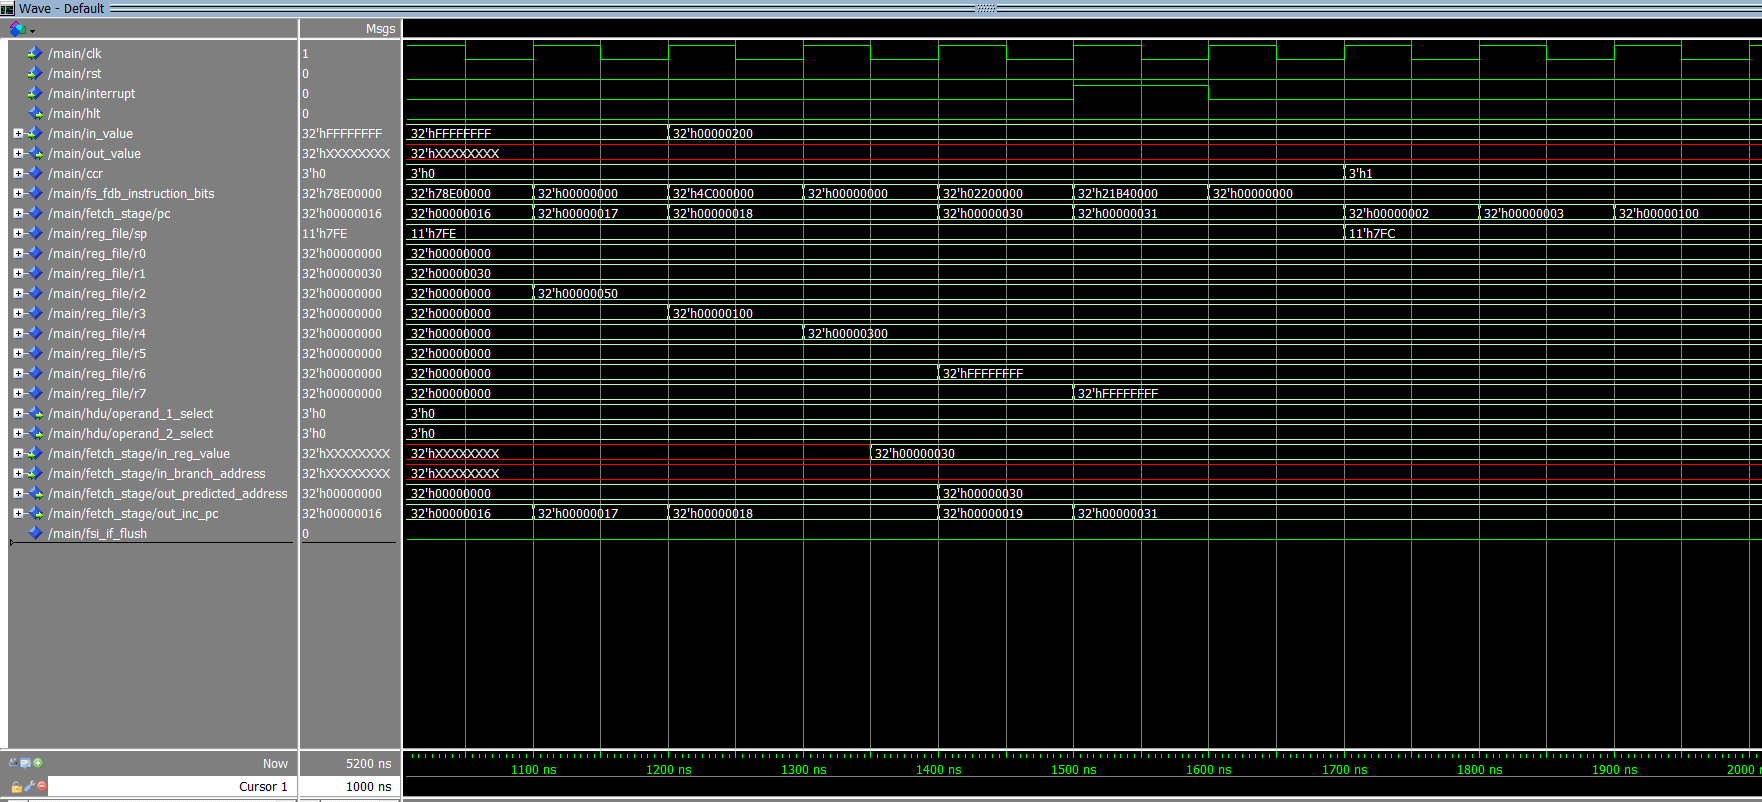 Wave - Default
Msgs
/main/clk 1
/main/rst 0
/main/interrupt 0
/main/hlt 0
/main/in_value 32'hFFFFFFFF 32'hFFFFFFFF 32'h00000200
/main/out_value 32'hXXXXXXXX 32'hXXXXXXXX
/main/ccr 3'h0 3'h0 3'h1
/main/fs_fdb_instruction_bits 32'h78E00000 32'h78E00000 32'h00000000 32'h4C000000 32'h00000000 32'h02200000 32'h21B40000 32'h00000000
/main/fetch_stage/pc 32'h00000016 32'h00000016 32'h00000017 32'h00000018 32'h00000030 32'h00000031 32'h00000002 32'h00000003 32'h00000100
/main/reg_file/sp 11'h7FE 11'h7FE 11'h7FC
/main/reg_file/r0 32'h00000000 32'h00000000
/main/reg_file/r1 32'h00000030 32'h00000030
/main/reg_file/r2 32'h00000000 32'h00000000 32'h00000050
/main/reg_file/r3 32'h00000000 32'h00000000 32'h00000100
/main/reg_file/r4 32'h00000000 32'h00000000 32'h00000300
/main/reg_file/r5 32'h00000000 32'h00000000
/main/reg_file/r6 32'h00000000 32'h00000000 32'hFFFFFFFF
/main/reg_file/r7 32'h00000000 32'h00000000 32'hFFFFFFFF
/main/hdu/operand_1_select 3'h0 3'h0
/main/hdu/operand_2_select 3'h0 3'h0
/main/fetch_stage/in_reg_value 32'hXXXXXXXX 32'hXXXXXXXX 32'h00000030
/main/fetch_stage/in_branch_address 32'hXXXXXXXX 32'hXXXXXXXX
/main/fetch_stage/out_predicted_address 32'h00000000 32'h00000000 32'h00000030
/main/fetch_stage/out_inc_pc 32'h00000016 32'h00000016 32'h00000017 32'h00000018 32'h00000019 32'h00000031
/main/fsi_if_flush 0
Now 5200 ns 1100 ns 1200 ns 1300 ns 1400 ns 1500 ns 1600 ns 1700 ns 1800 ns 1900 ns 2000
Cursor 1 1000 ns